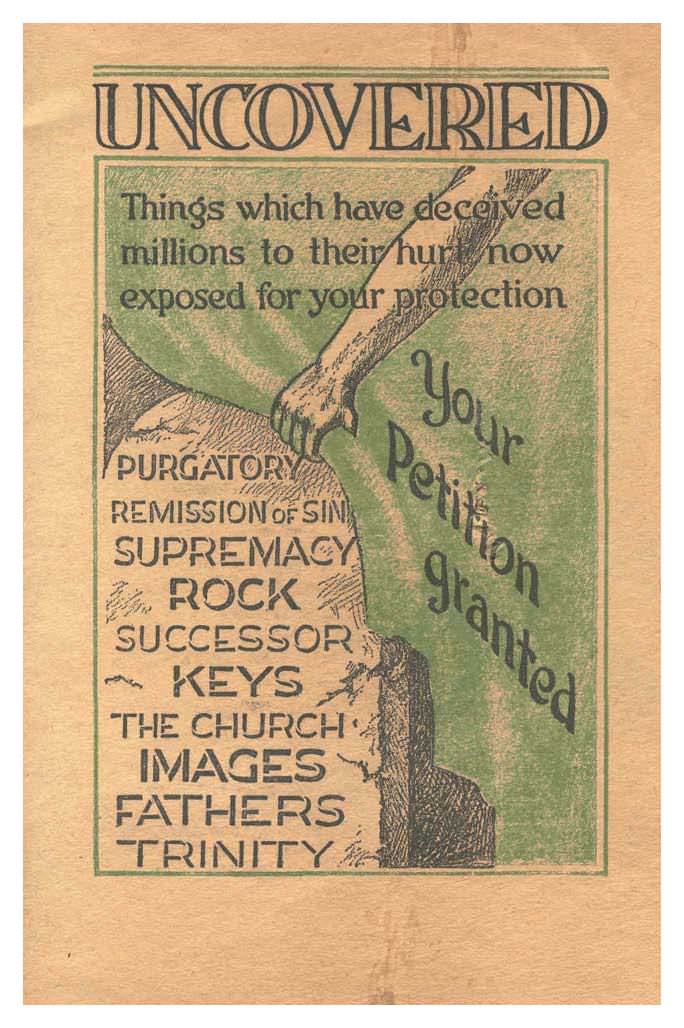 UNCOVERED
Things which have deceived
millions to their hurt now
exposed for your protection
Your
Petition
granted
PURGATORY
REMISSION OF SIN
SUPREMACY
ROCK
SUCCESSOR
KEYS
THE CHURCH
IMAGES
FATHERS
TRINITY